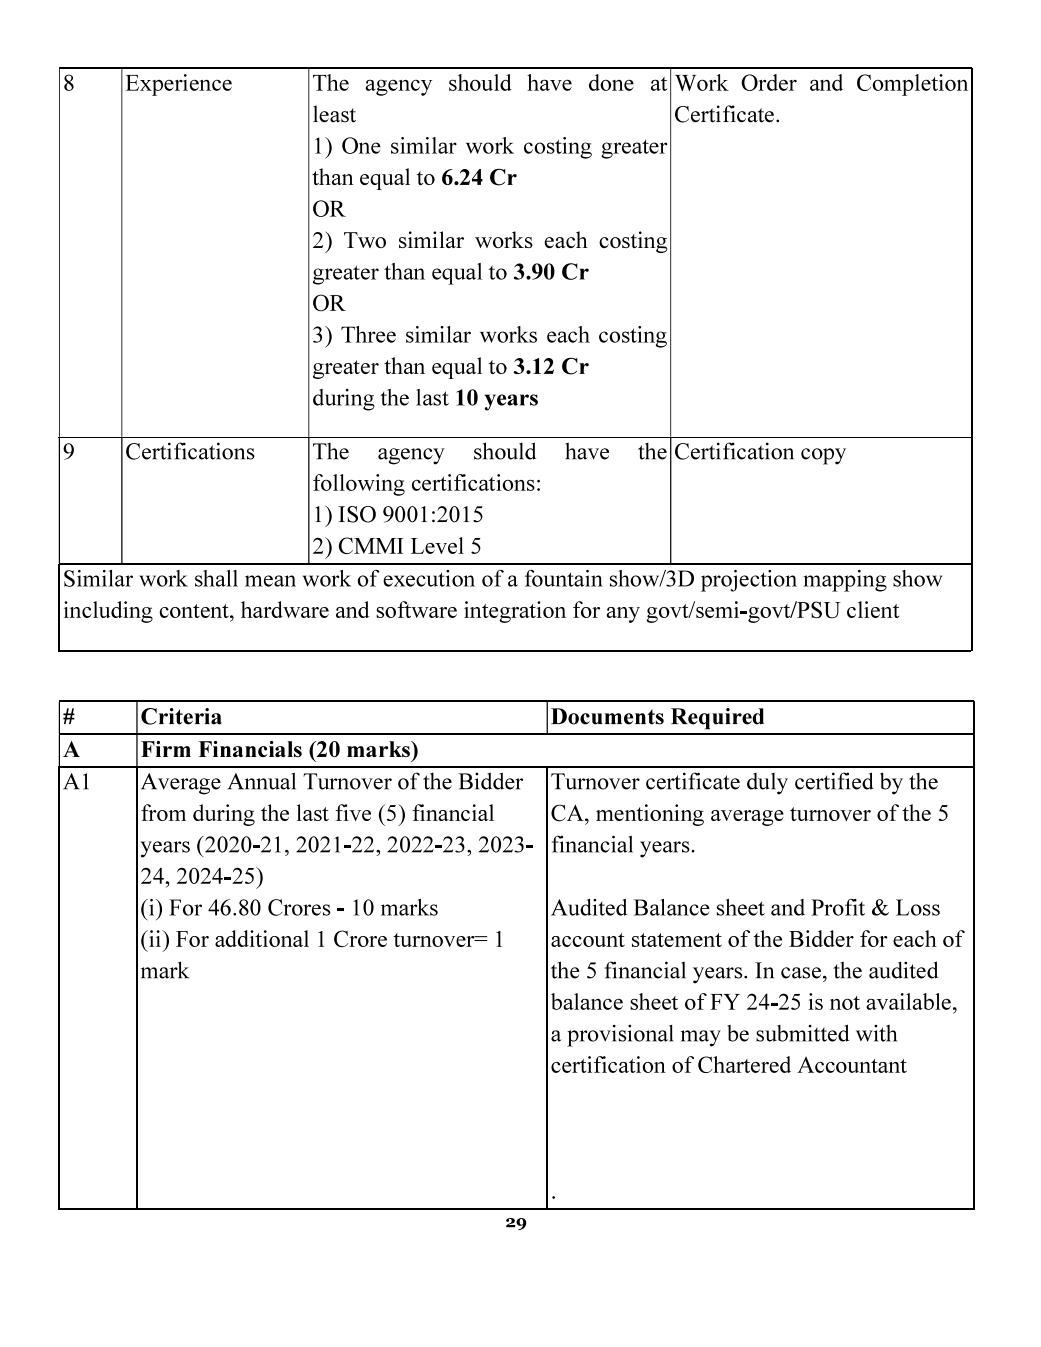 8 Experience The agency should have done at Work Order and Completion
least Certificate.
1) One similar work costing greater
than equal to 6.24 Cr
OR
2) Two similar works each costing
greater than equal to 3.90 Cr
OR
3) Three similar works each costing
greater than equal to 3.12 Cr
during the last 10 years
9 Certifications The agency should have the Certification copy
following certifications:
1) ISO 9001:2015
2) CMMI Level 5
Similar work shall mean work of execution of a fountain show/3D projection mapping show
including content, hardware and software integration for any govt/semi-govt/PSU client
# Criteria Documents Required
A Firm Financials (20 marks)
A1 Average Annual Turnover of the Bidder Turnover certificate duly certified by the
from during the last five (5) financial CA, mentioning average turnover of the 5
years (2020-21, 2021-22, 2022-23, 2023- financial years.
24, 2024-25)
(i) For 46.80 Crores - 10 marks Audited Balance sheet and Profit & Loss
(ii) For additional 1 Crore turnover= 1 account statement of the Bidder for each of
mark the 5 financial years. In case, the audited
balance sheet of FY 24-25 is not available,
a provisional may be submitted with
certification of Chartered Accountant
.
29